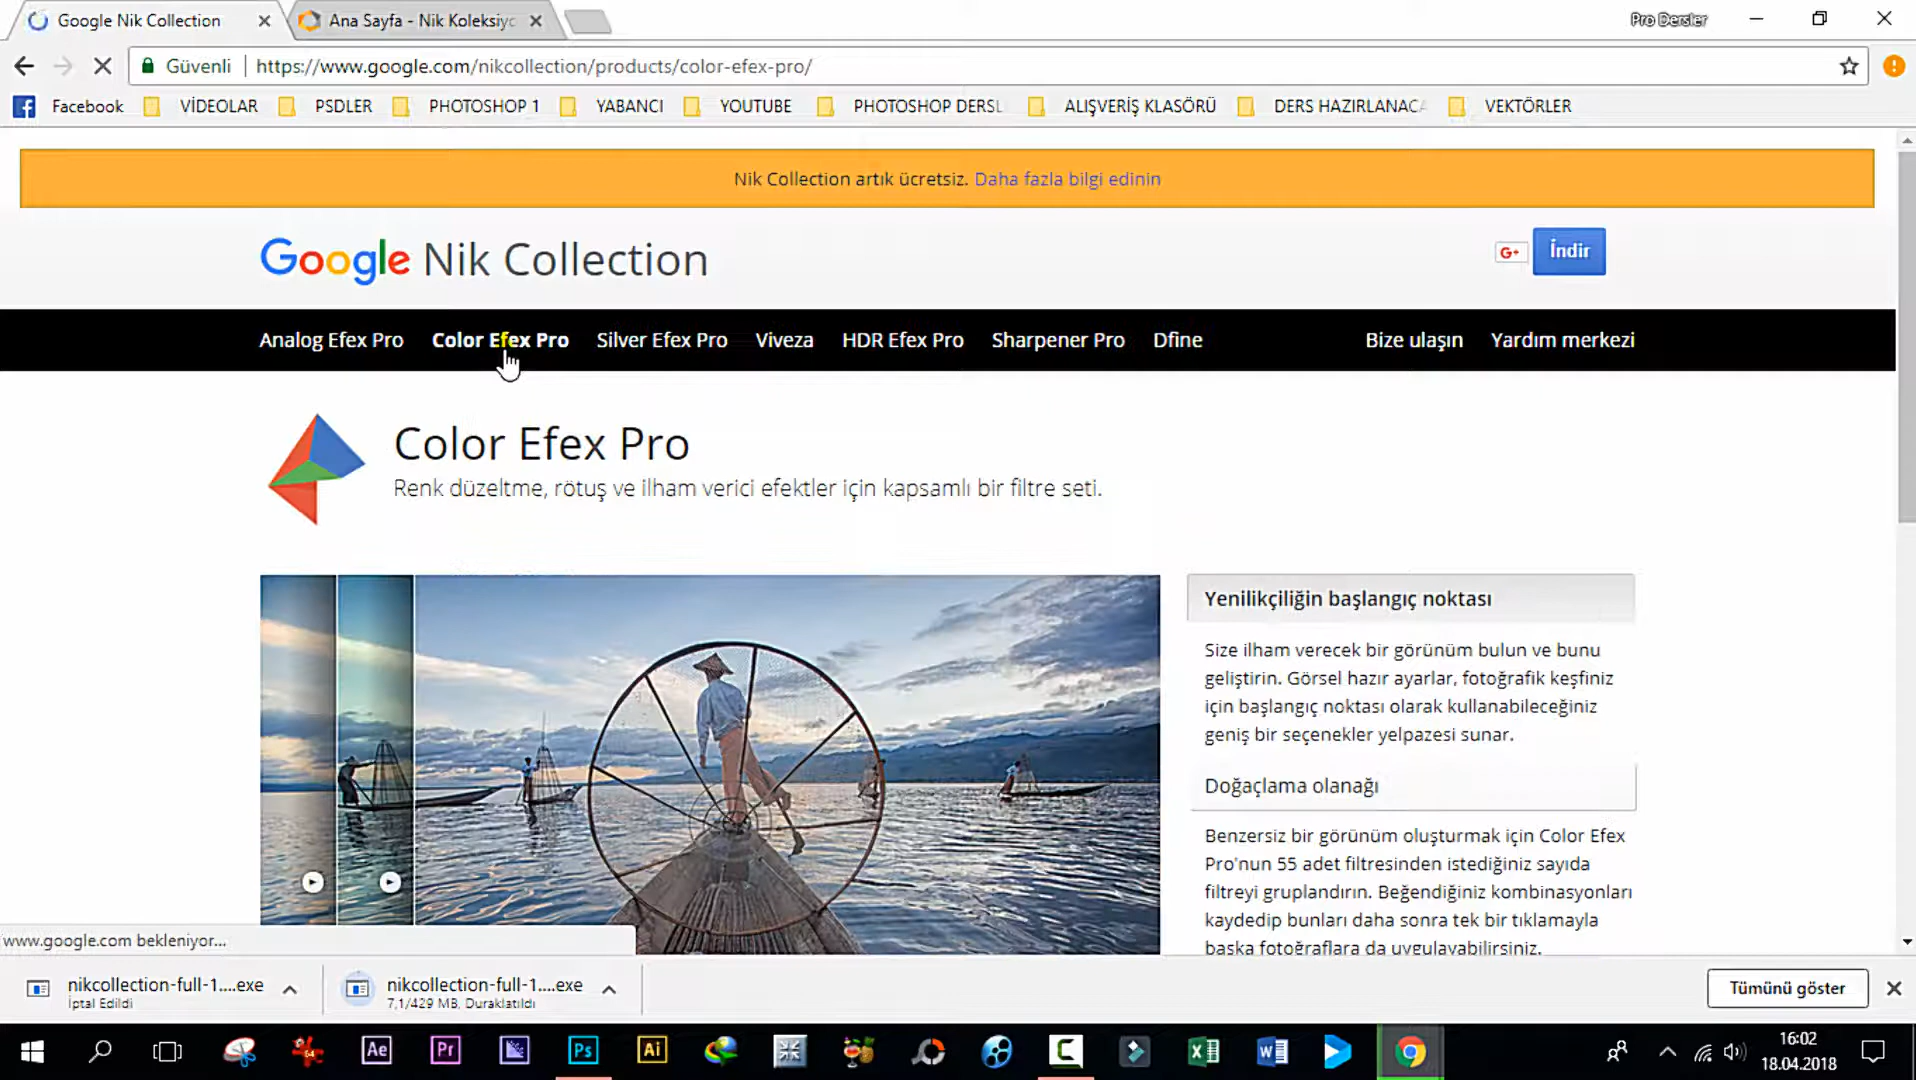 Google Nik Collection
Ana Sayfa - Nik Koleksiyo
Pro Dersler
Güvenli
https://www.google.com/nikcollection/products/color-efex-pro/
Facebook
VİDEOLAR
PSDLER
PHOTOSHOP 1
YABANCI
YOUTUBE
PHOTOSHOP DERSL
ALIŞVERİŞ KLASÖRÜ
DERS HAZIRLANACA
VEKTÖRLER
Nik Collection artık ücretsiz. Daha fazla bilgi edinin
Google Nik Collection
G+
İndir
Analog Efex Pro
Color Efex Pro
Silver Efex Pro
Viveza
HDR Efex Pro
Sharpener Pro
Dfine
Bize ulaşın
Yardım merkezi
Color Efex Pro
Renk düzeltme, rötuş ve ilham verici efektler için kapsamlı bir filtre seti.
Yenilikçiliğin başlangıç noktası
Size ilham verecek bir görünüm bulun ve bunu
geliştirin. Görsel hazır ayarlar, fotoğrafik keşfiniz
için başlangıç noktası olarak kullanabileceğiniz
geniş bir seçenekler yelpazesi sunar.
Doğaçlama olanağı
Benzersiz bir görünüm oluşturmak için Color Efex
Pro'nun 55 adet filtresinden istediğiniz sayıda
filtreyi gruplandırın. Beğendiğiniz kombinasyonları
kaydedip bunları daha sonra tek bir tıklamayla
başka fotoğraflara da uygulayabilirsiniz.
www.google.com bekleniyor...
nikcollection-full-1....exe
İptal Edildi
nikcollection-full-1....exe
7,1/429 MB, Duraklatıldı
Tümünü göster
Ae
Pr
Ps
Ai
16:02
18.04.2018